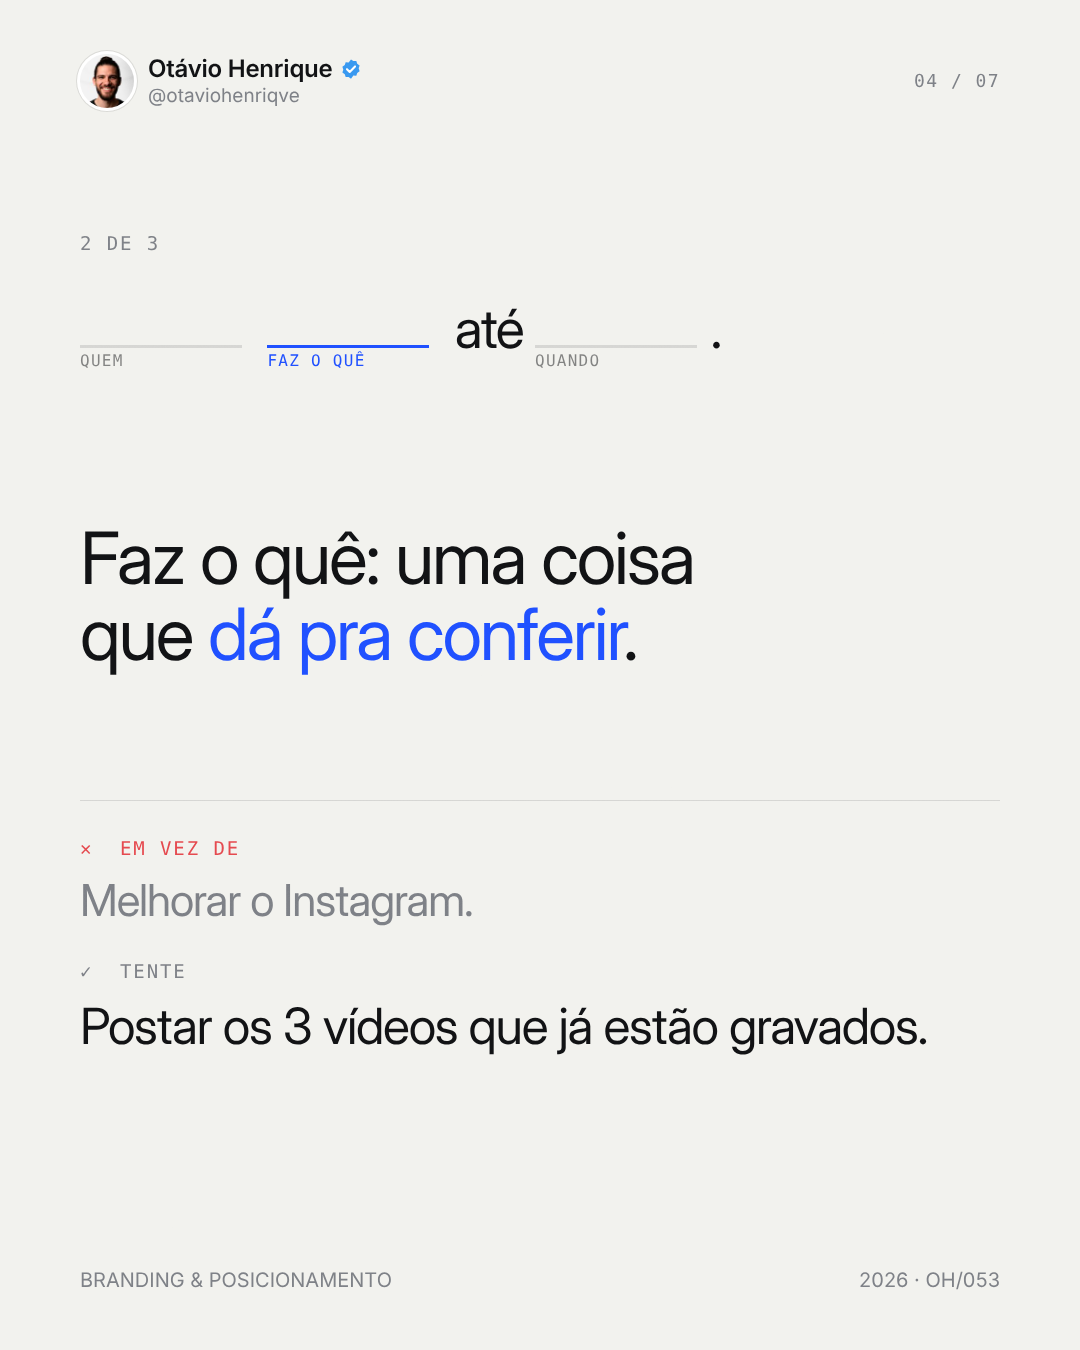 Otávio Henrique
@otaviohenriqve
04 / 07
2 DE 3
até .
QUEM FAZ O QUÊ QUANDO
Faz o quê: uma coisa
que dá pra conferir.
× EM VEZ DE
Melhorar o Instagram.
✓ TENTE
Postar os 3 vídeos que já estão gravados.
BRANDING & POSICIONAMENTO
2026 · OH/053